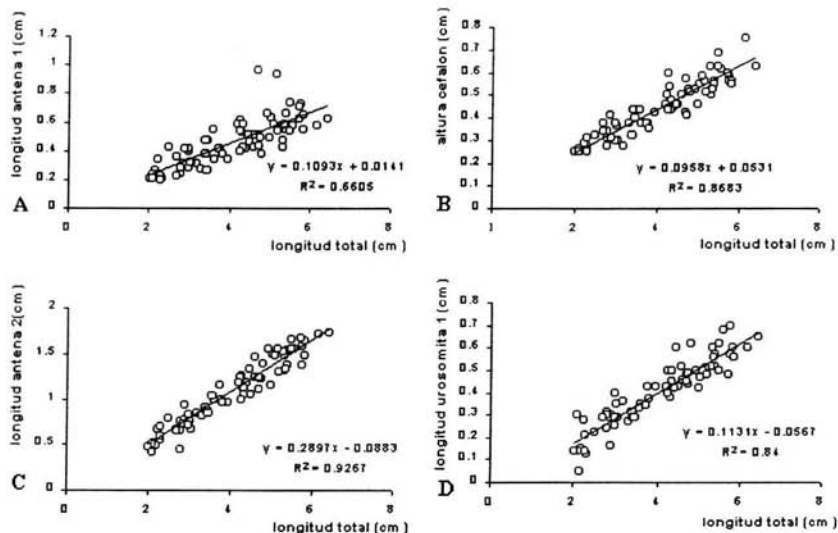 longitud antena 1 (cm)
1.2
1
0.8
0.6
0.4
0.2
0
y = 0.1093x + 0.0141
R² = 0.6605
A
0
2
4
6
8
longitud total (cm)
altura cefalon (cm)
0.8
0.7
0.6
0.5
0.4
0.3
0.2
0.1
0
y = 0.0958x + 0.0531
R² = 0.8683
B
1
2
4
6
8
longitud total (cm)
longitud antena 2(cm)
2
1.5
1
0.5
0
y = 0.2897x - 0.0883
R² = 0.9267
C
0
2
4
6
8
longitud total (cm)
longitud urosomita 1 (cm)
0.8
0.7
0.6
0.5
0.4
0.3
0.2
0.1
0
y = 0.1131x - 0.0567
R² = 0.84
D
0
2
4
6
8
longitud total (cm)